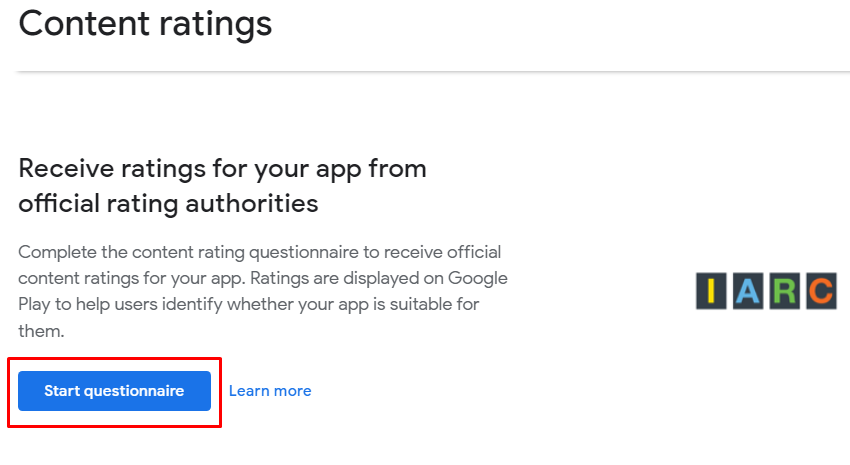 Content ratings
Receive ratings for your app from
official rating authorities
Complete the content rating questionnaire to receive official
content ratings for your app. Ratings are displayed on Google
Play to help users identify whether your app is suitable for
them.
IARC
Start questionnaire Learn more